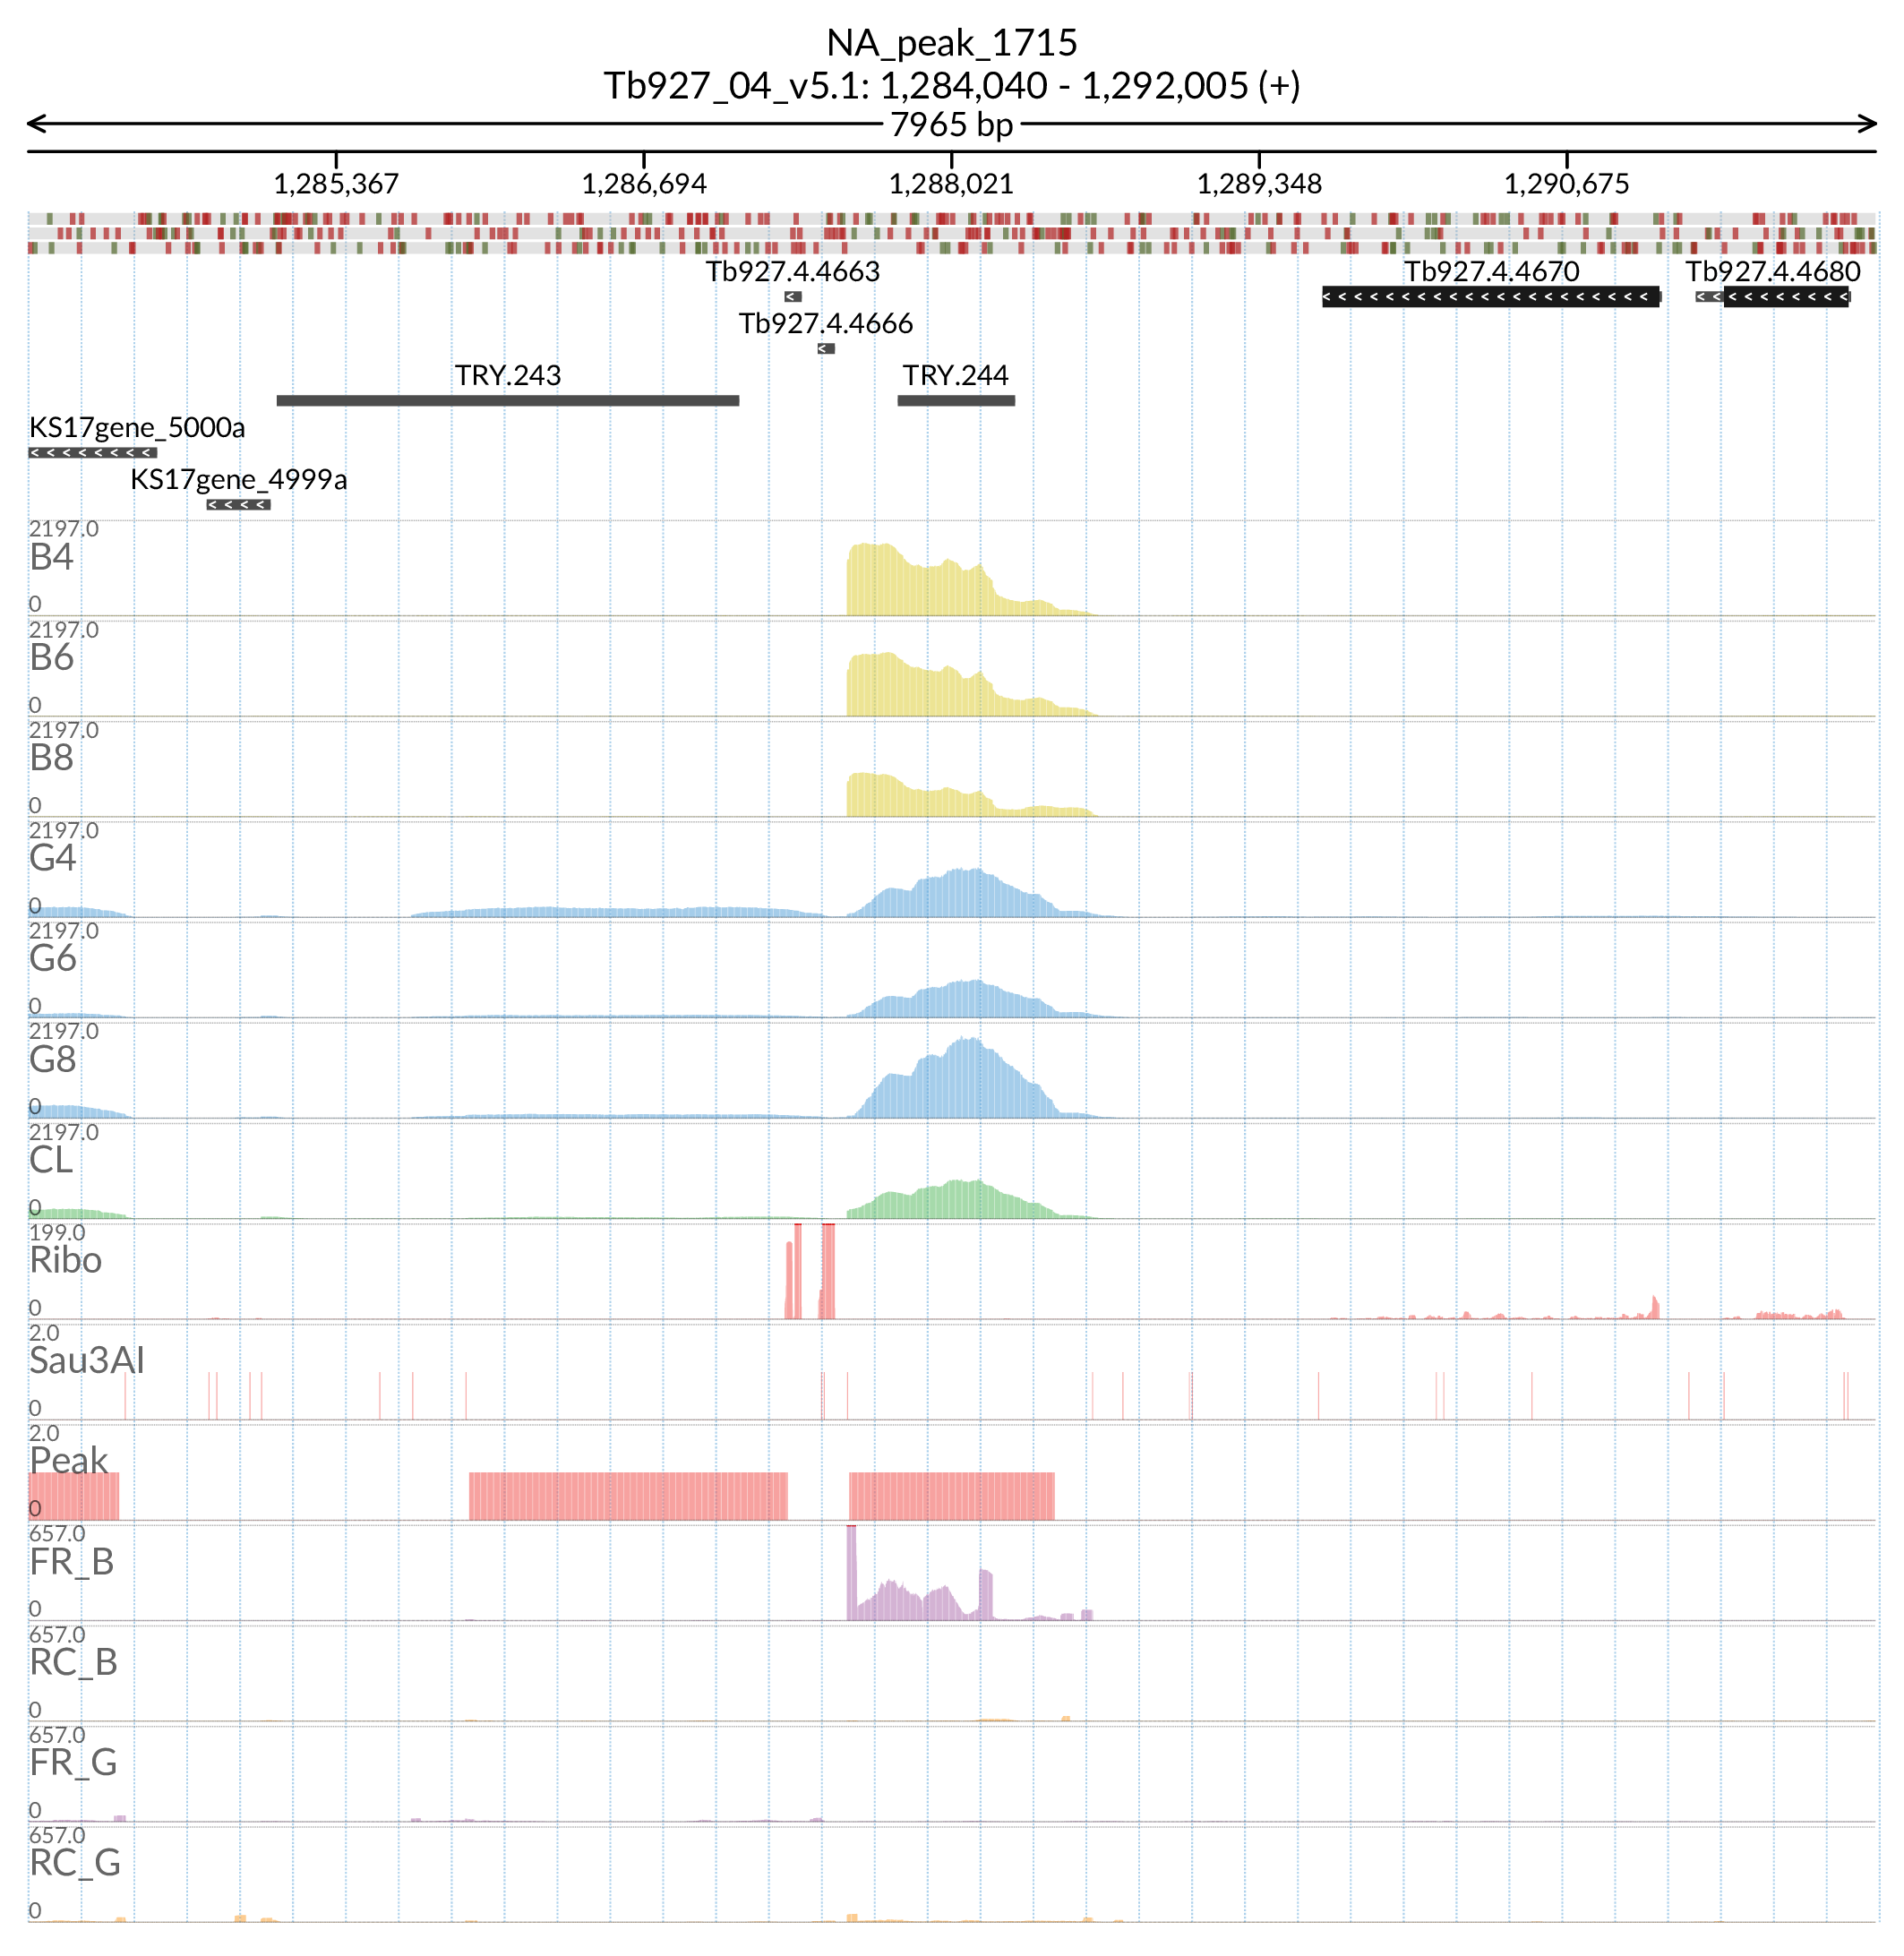 NA_peak_1715
Tb927_04_v5.1: 1,284,040 - 1,292,005 (+)
7965 bp
1,285,367 1,286,694 1,288,021 1,289,348 1,290,675
Tb927.4.4663 Tb927.4.4670 Tb927.4.4680
Tb927.4.4666
TRY.243 TRY.244
KS17gene_5000a
KS17gene_4999a
2197.0
B4
0
2197.0
B6
0
2197.0
B8
0
2197.0
G4
0
2197.0
G6
0
2197.0
G8
0
2197.0
CL
0
199.0
Ribo
0
2.0
Sau3AI
0
2.0
Peak
0
657.0
FR_B
0
657.0
RC_B
0
657.0
FR_G
0
657.0
RC_G
0